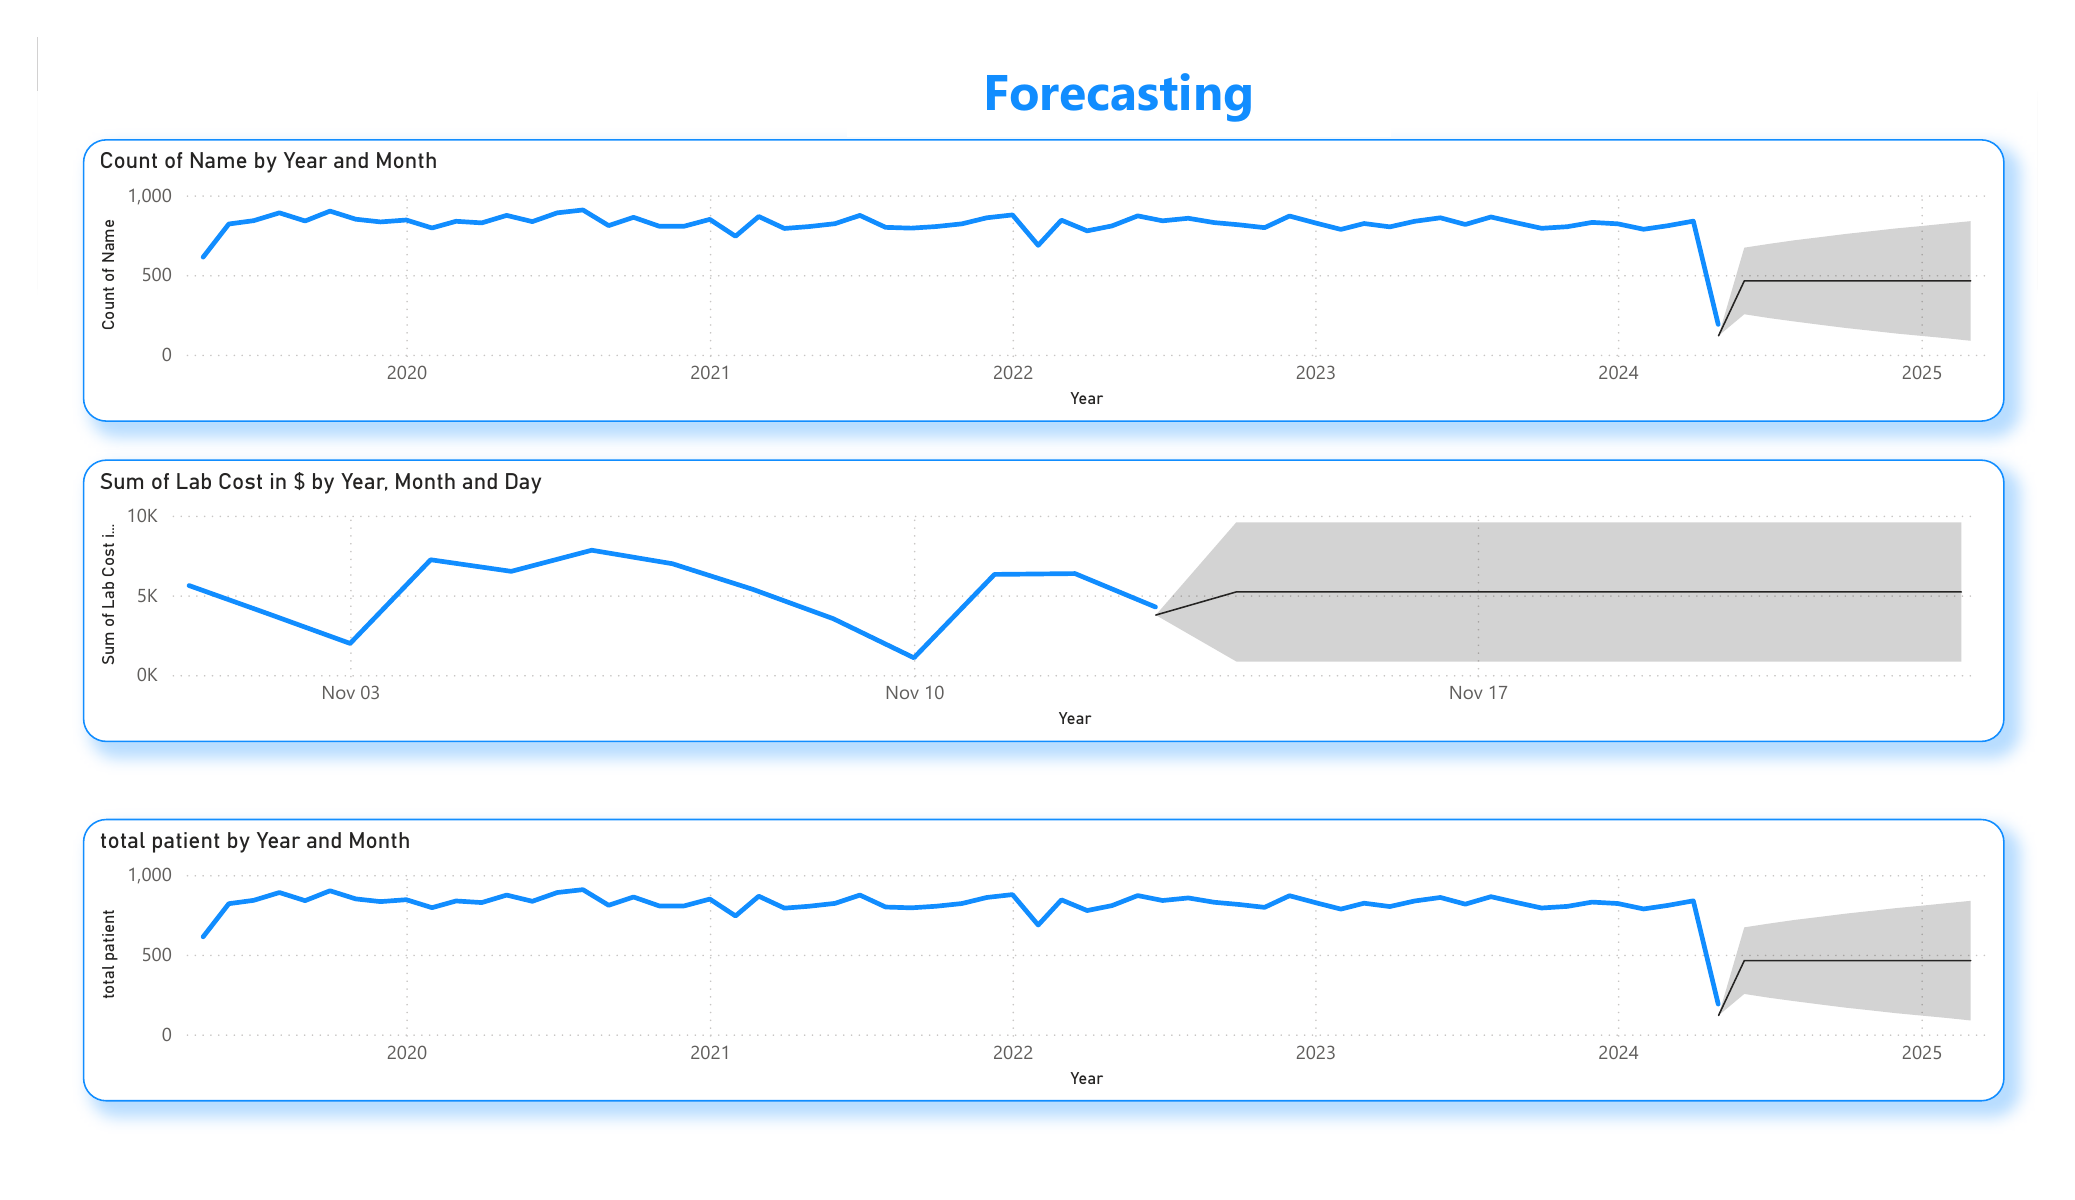 Forecasting
Count of Name by Year and Month
Count of Name
1,000
500
0
2020 2021 2022 2023 2024 2025
Year
Sum of Lab Cost in $ by Year, Month and Day
Sum of Lab Cost i...
10K
5K
0K
Nov 03 Nov 10 Nov 17
Year
total patient by Year and Month
total patient
1,000
500
0
2020 2021 2022 2023 2024 2025
Year